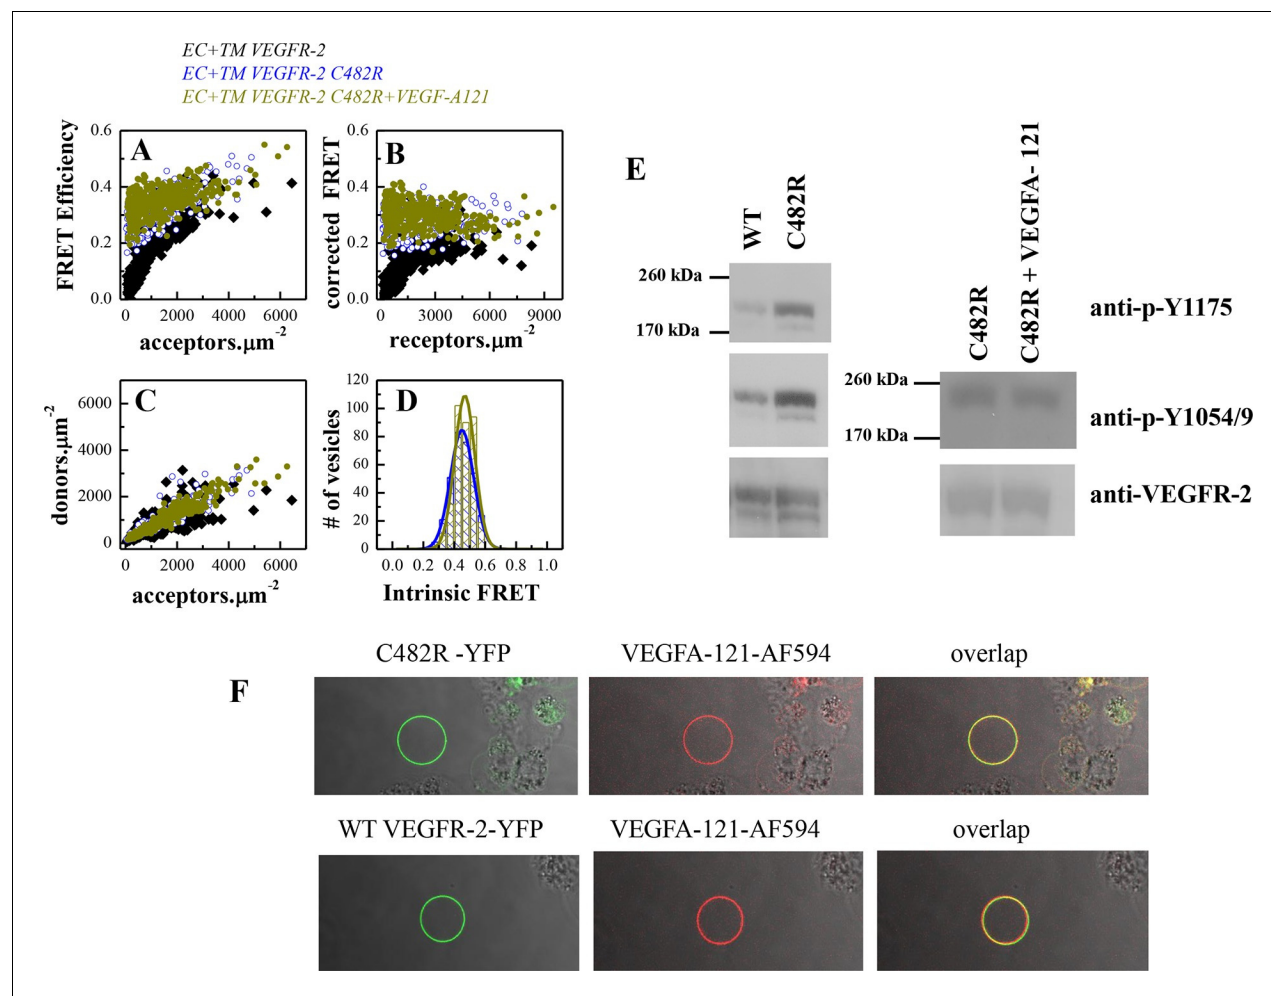 EC+TM VEGFR-2
EC+TM VEGFR-2 C482R
EC+TM VEGFR-2 C482R+VEGF-A121
A
FRET Efficiency
0.6
0.4
0.2
0.0
0 2000 4000 6000
acceptors.µm-2
B
corrected FRET
0.6
0.4
0.2
0.0
0 3000 6000 9000
receptors.µm-2
C
donors.µm-2
6000
4000
2000
0
0 2000 4000 6000
acceptors.µm-2
D
# of vesicles
120
100
80
60
40
20
0
0.0 0.2 0.4 0.6 0.8 1.0
Intrinsic FRET
E
WT
C482R
260 kDa
170 kDa
C482R
C482R + VEGFA- 121
260 kDa
170 kDa
anti-p-Y1175
anti-p-Y1054/9
anti-VEGFR-2
F
C482R -YFP VEGFA-121-AF594 overlap
WT VEGFR-2-YFP VEGFA-121-AF594 overlap